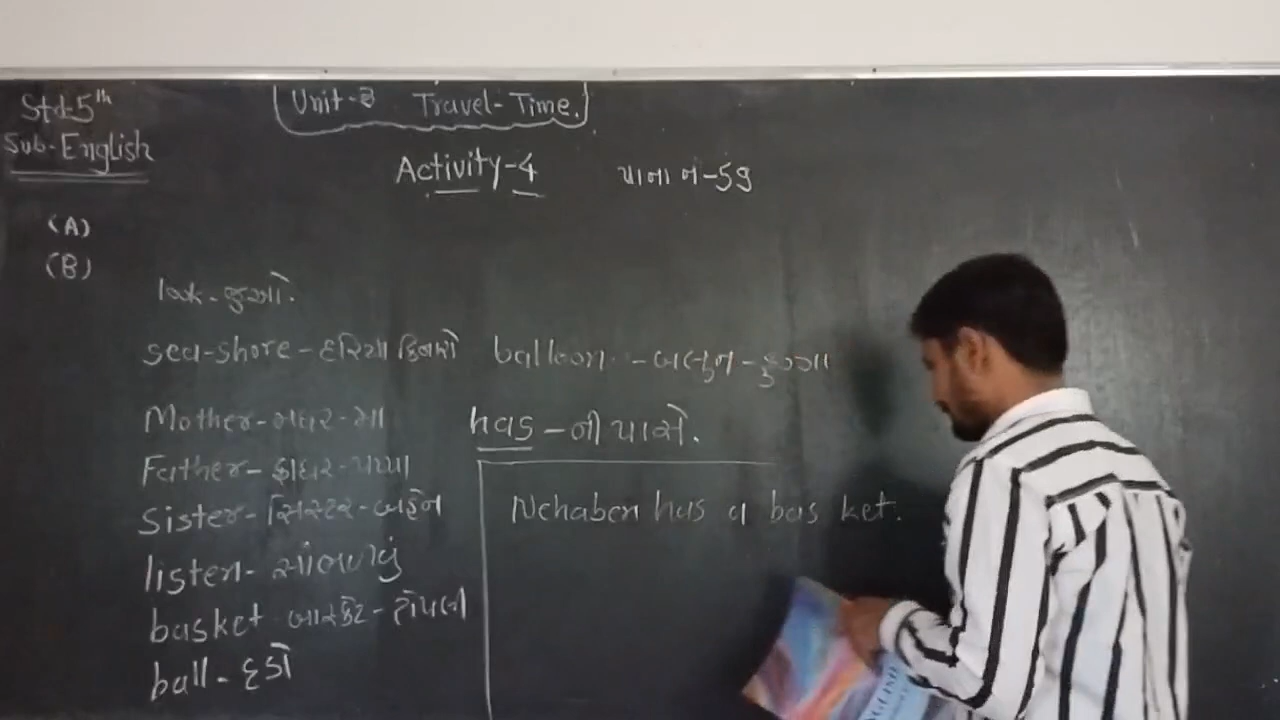 Std-5th
Sub-English
Unit-3 Travel-Time.
Activity-4 પાના નં-59
(A)
(B)
look-જુઓ.
sea-shore-દરિયા કિનારો balloon -બલુન-ફુગ્ગા
Mother-મધર-મા
has-ની પાસે.
Father-ફાધર-પપ્પા
Sister-સિસ્ટર-બહેન
Nehaben has a bas ket.
listen-સાંભળવું
basket બાસ્કેટ-ટોપલી
ball-દડો